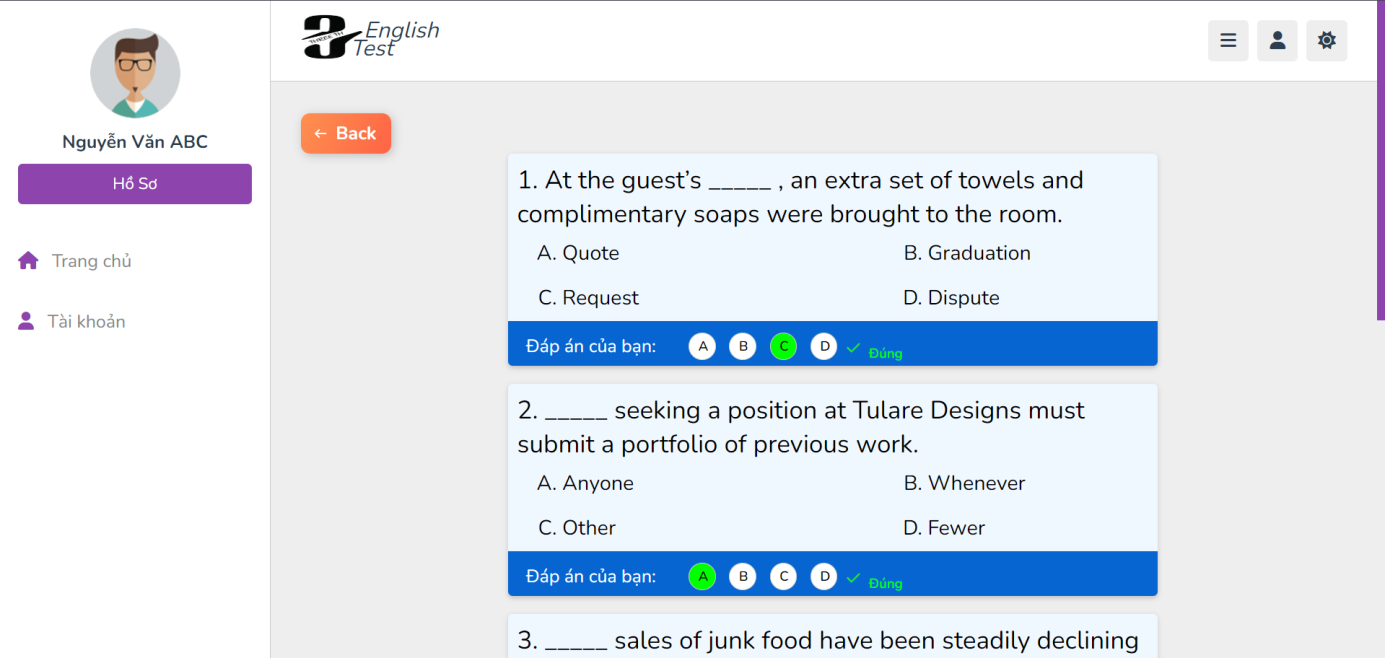 Nguyễn Văn ABC
Hồ Sơ
Trang chủ
Tài khoản
English
Test
← Back
1. At the guest’s _____ , an extra set of towels and
complimentary soaps were brought to the room.
A. Quote
B. Graduation
C. Request
D. Dispute
Đáp án của bạn: A B C D ✓ Đúng
2. _____ seeking a position at Tulare Designs must
submit a portfolio of previous work.
A. Anyone
B. Whenever
C. Other
D. Fewer
Đáp án của bạn: A B C D ✓ Đúng
3. _____ sales of junk food have been steadily declining